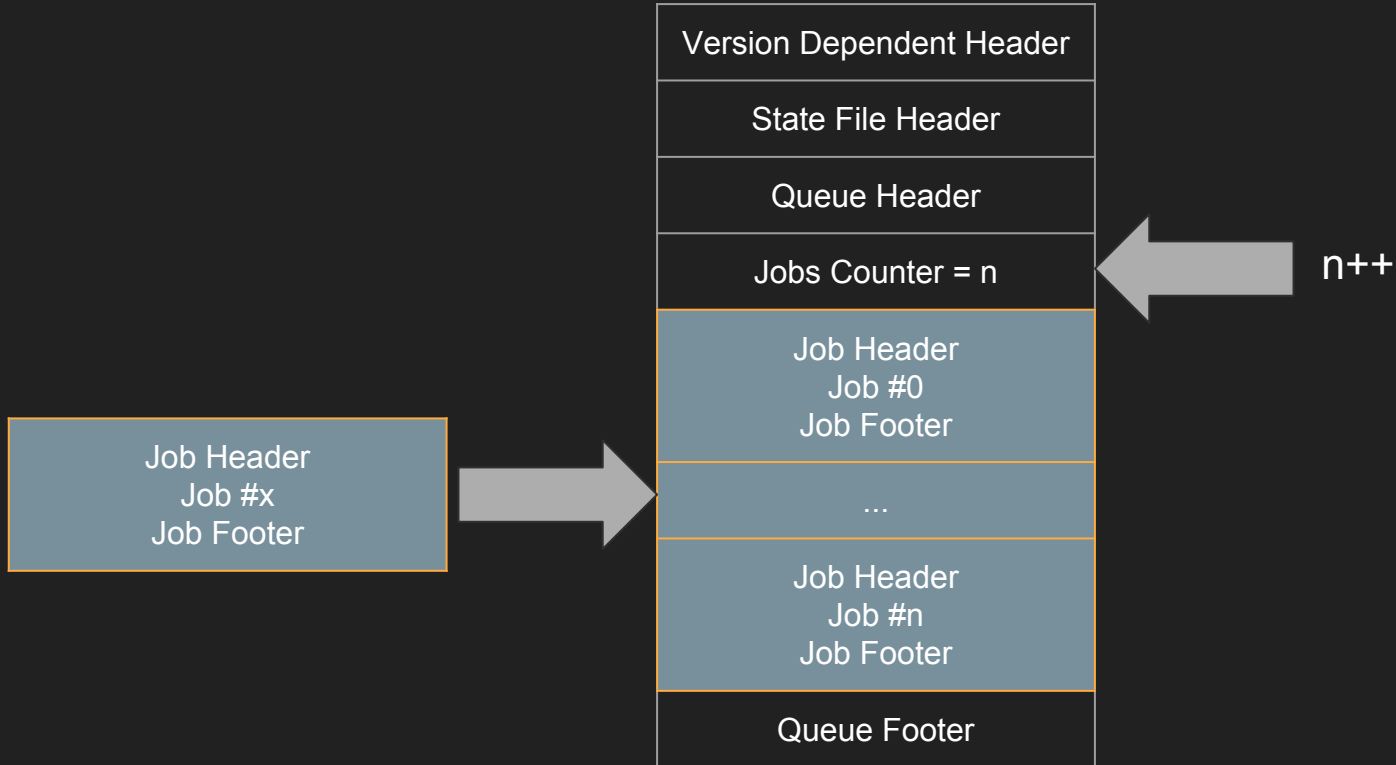 Version Dependent Header
State File Header
Queue Header
Jobs Counter = n
n++
Job Header
Job #0
Job Footer
Job Header
Job #x
Job Footer
...
Job Header
Job #n
Job Footer
Queue Footer